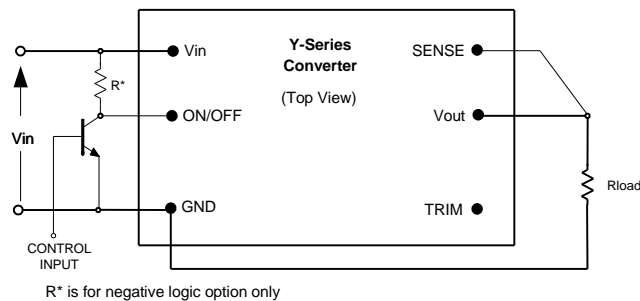 Y-Series
Converter
(Top View)
Vin
SENSE
R*
ON/OFF
Vout
Vin
Rload
GND
TRIM
CONTROL
INPUT
R* is for negative logic option only